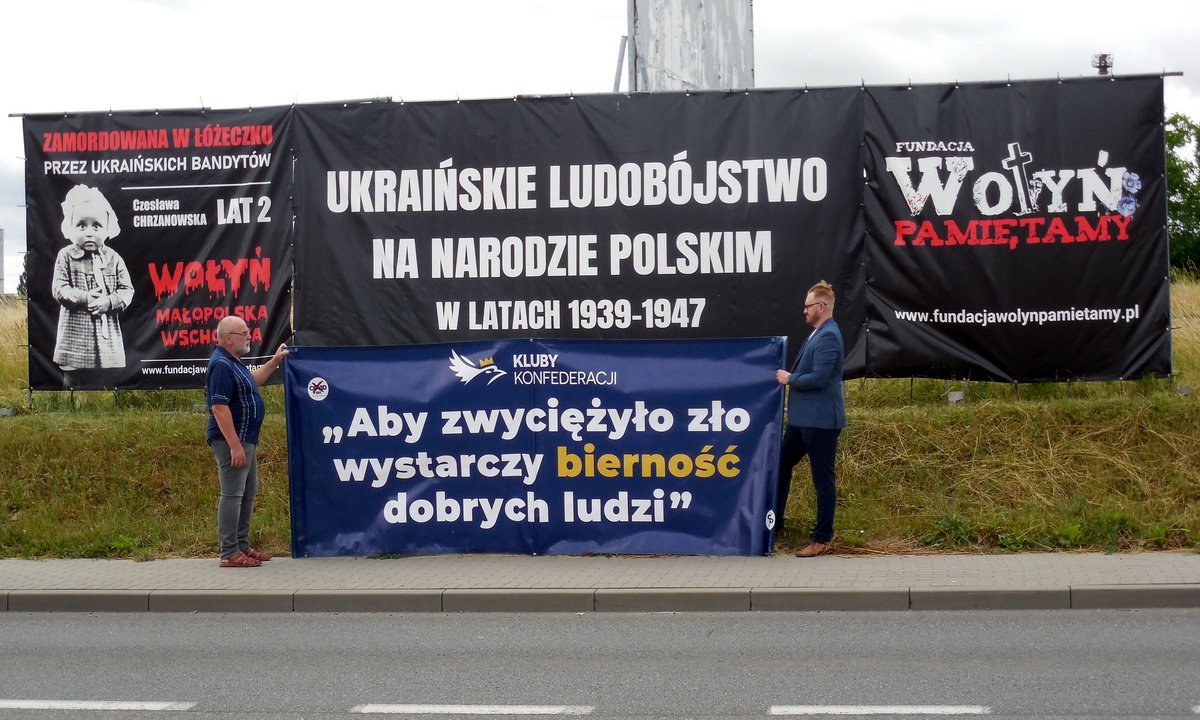 ZAMORDOWANA W ŁÓŻECZKU
PRZEZ UKRAIŃSKICH BANDYTÓW
Czesława
CHRZANOWSKA
LAT 2
WOŁYŃ
MAŁOPOLSKA
WSCHODNIA
UKRAIŃSKIE LUDOBÓJSTWO
NA NARODZIE POLSKIM
W LATACH 1939-1947
FUNDACJA
WOŁYŃ
PAMIĘTAMY
www.fundacjawolynpamietamy.pl
KLUBY
KONFEDERACJI
„Aby zwyciężyło zło
wystarczy bierność
dobrych ludzi”